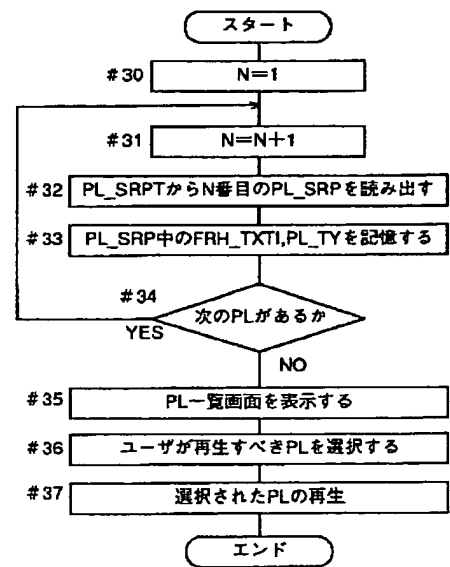 スタート
#30 N=1
#31 N=N+1
#32 PL_SRPTからN番目のPL_SRPを読み出す
#33 PL_SRP中のFRH_TXTI,PL_TYを記憶する
#34 次のPLがあるか
YES
NO
#35 PL一覧画面を表示する
#36 ユーザが再生すべきPLを選択する
#37 選択されたPLの再生
エンド